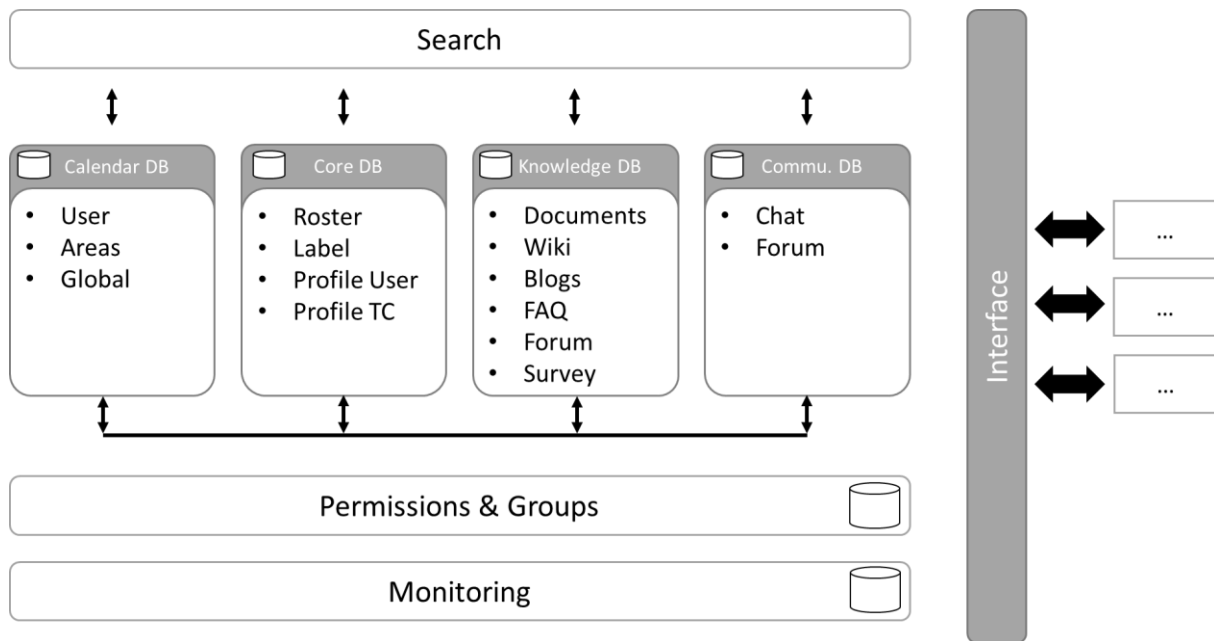 Search
Calendar DB
• User
• Areas
• Global
Core DB
• Roster
• Label
• Profile User
• Profile TC
Knowledge DB
• Documents
• Wiki
• Blogs
• FAQ
• Forum
• Survey
Commu. DB
• Chat
• Forum
Permissions & Groups
Monitoring
Interface
...
...
...